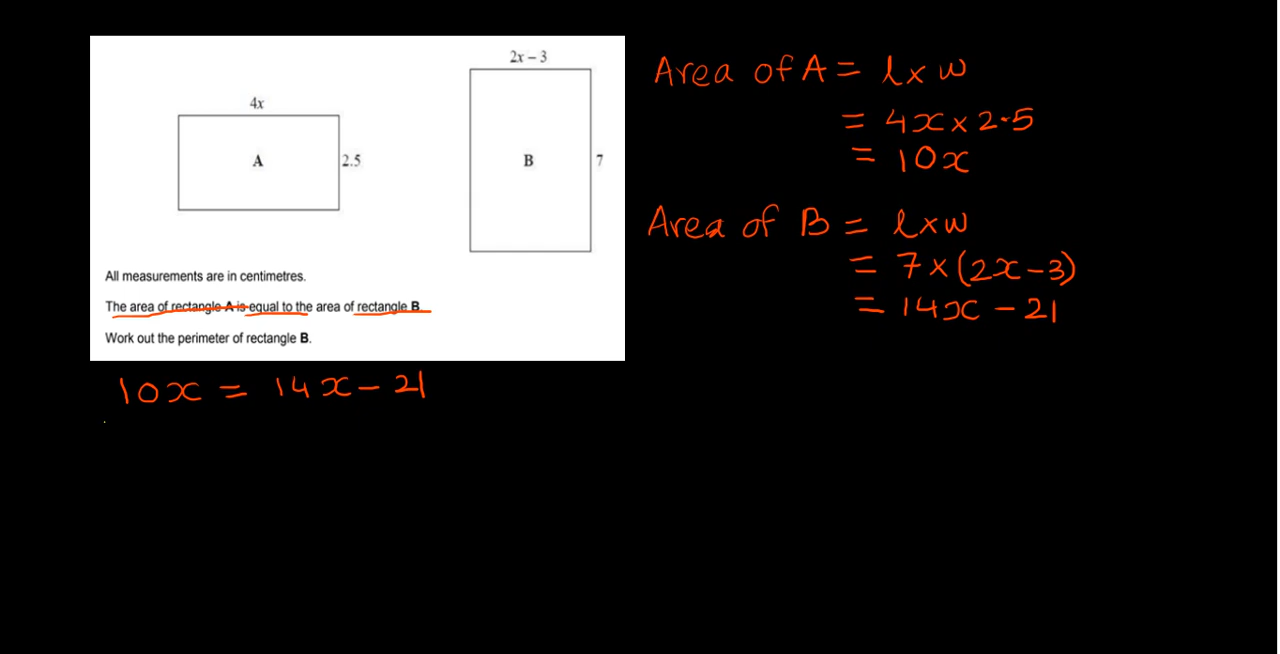 2x – 3
4x
A
2.5
B
7
All measurements are in centimetres.
The area of rectangle A is equal to the area of rectangle B.
Work out the perimeter of rectangle B.
10x = 14x – 21
Area of A = l x w
= 4x x 2.5
= 10x
Area of B = l x w
= 7 x (2x – 3)
= 14x – 21